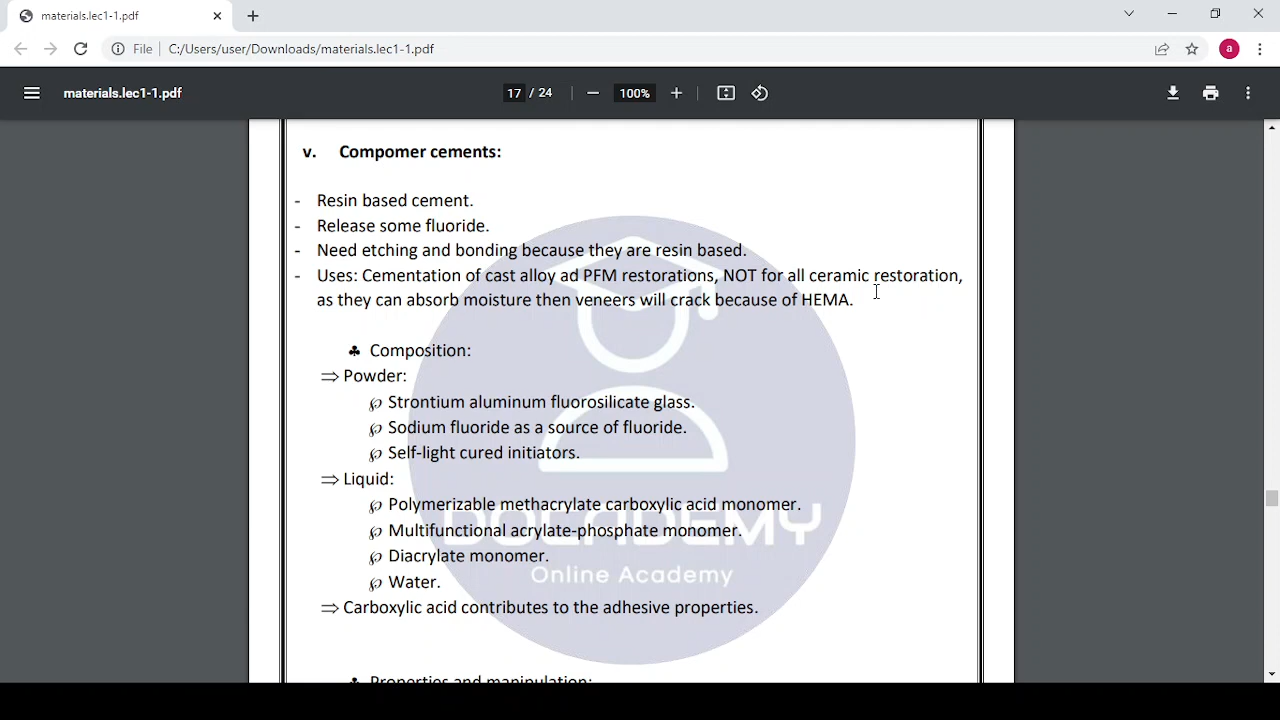 materials.lec1-1.pdf
File C:/Users/user/Downloads/materials.lec1-1.pdf
a
materials.lec1-1.pdf
17 / 24
100%
v. Compomer cements:
- Resin based cement.
- Release some fluoride.
- Need etching and bonding because they are resin based.
- Uses: Cementation of cast alloy ad PFM restorations, NOT for all ceramic restoration,
as they can absorb moisture then veneers will crack because of HEMA.
♣ Composition:
⇒ Powder:
℘ Strontium aluminum fluorosilicate glass.
℘ Sodium fluoride as a source of fluoride.
℘ Self-light cured initiators.
⇒ Liquid:
℘ Polymerizable methacrylate carboxylic acid monomer.
℘ Multifunctional acrylate-phosphate monomer.
℘ Diacrylate monomer.
℘ Water.
⇒ Carboxylic acid contributes to the adhesive properties.
♣ Properties and manipulation:
DOCADEMY
Online Academy